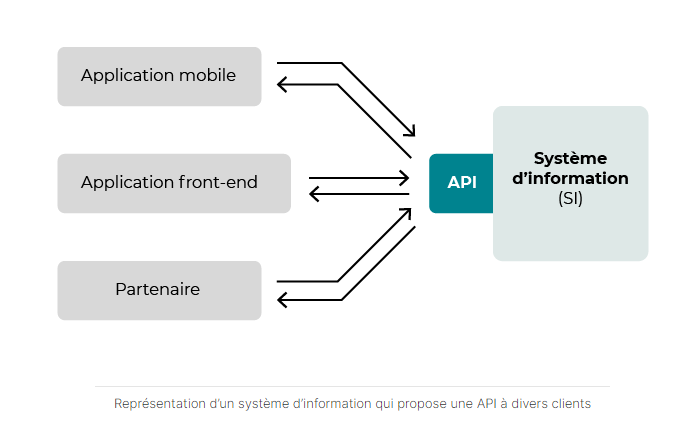 Application mobile
Application front-end
API
Système
d’information
(SI)
Partenaire
Représentation d’un système d’information qui propose une API à divers clients